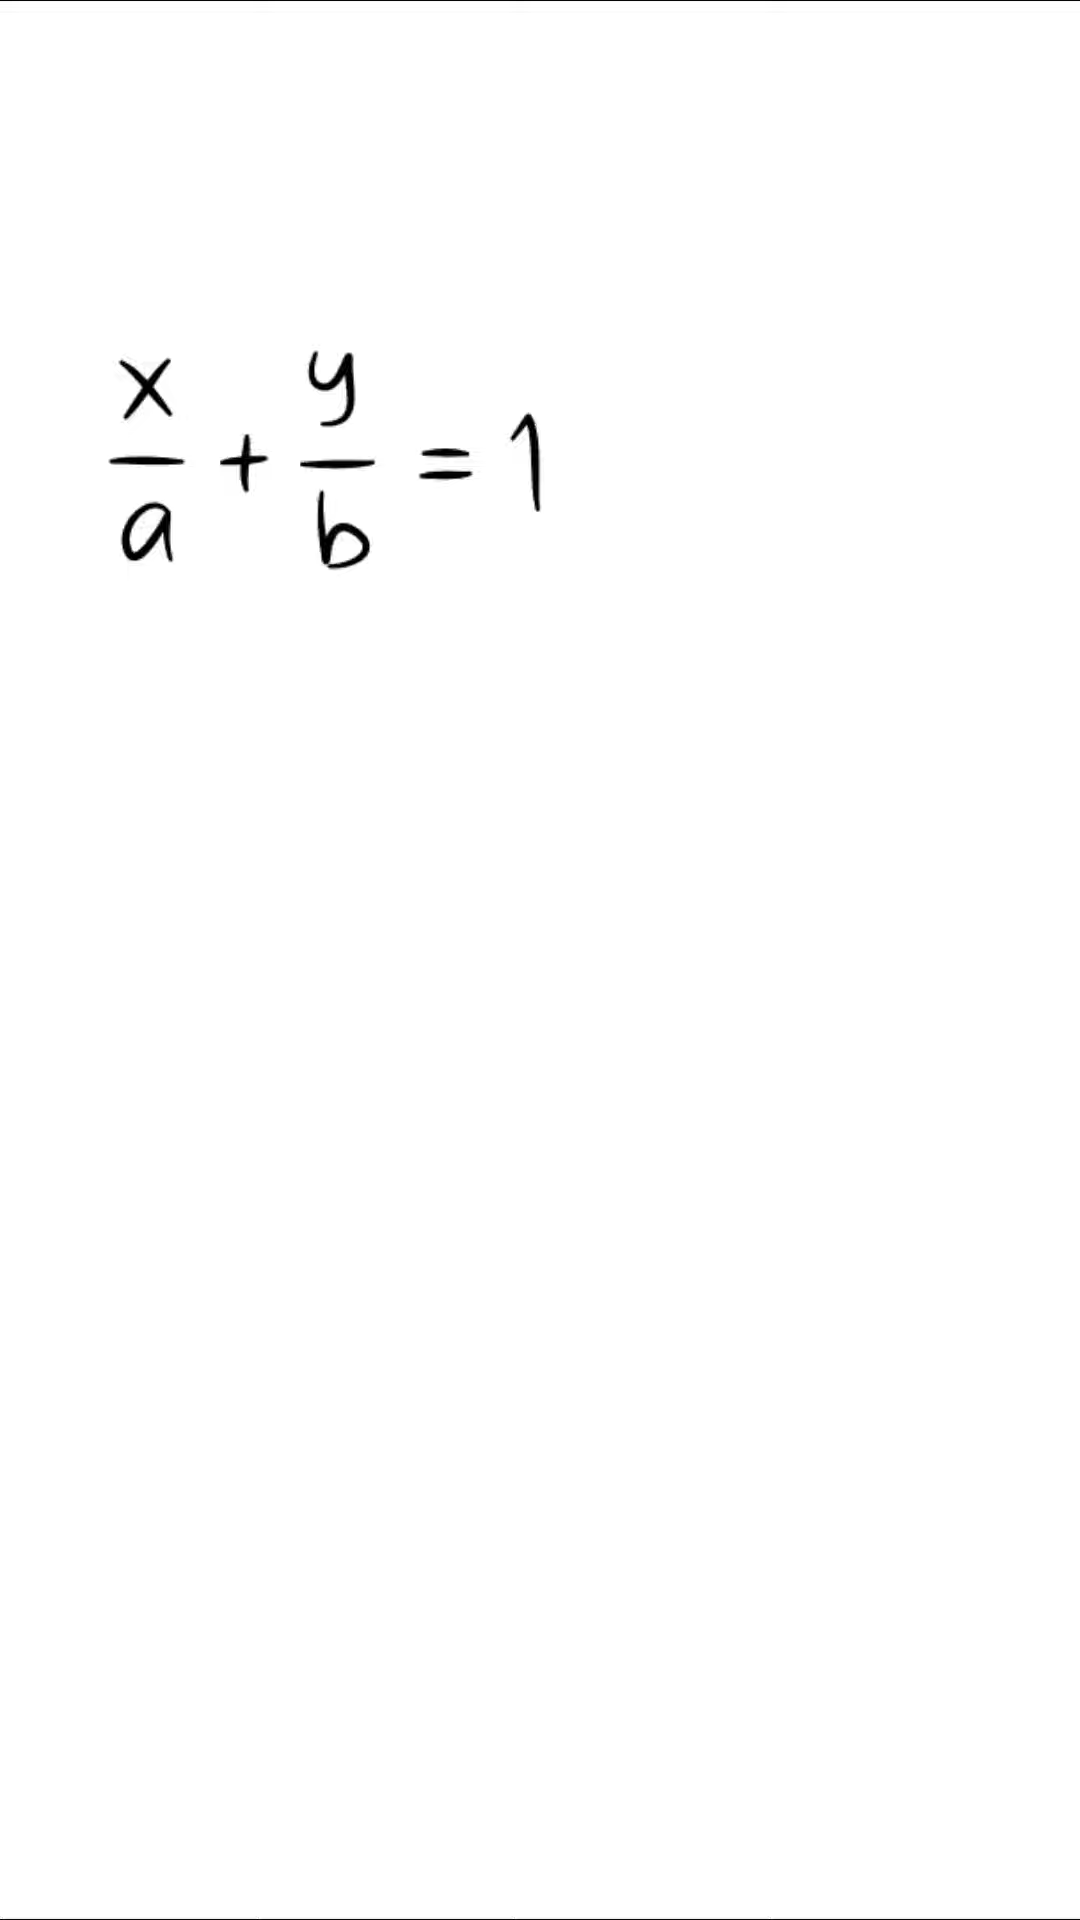 x/a + y/b = 1